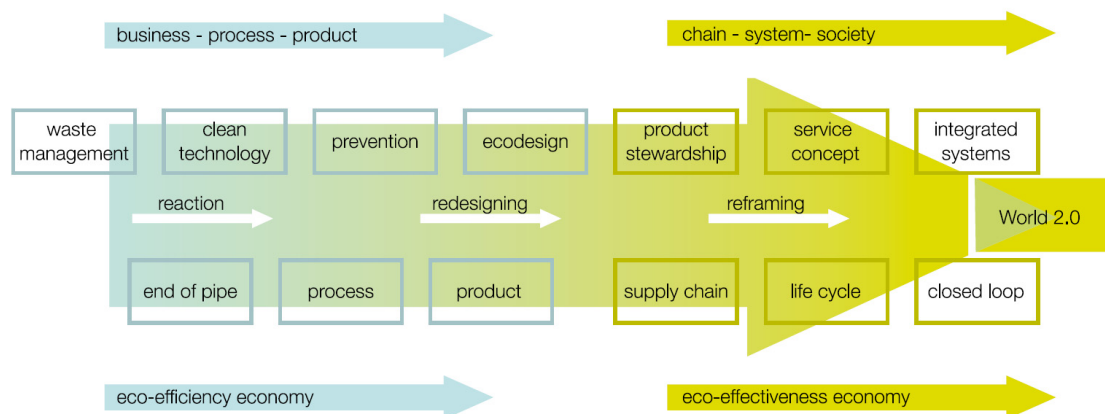 business - process - product
chain - system- society
waste
management
clean
technology
prevention
ecodesign
product
stewardship
service
concept
integrated
systems
reaction
redesigning
reframing
World 2.0
end of pipe
process
product
supply chain
life cycle
closed loop
eco-efficiency economy
eco-effectiveness economy